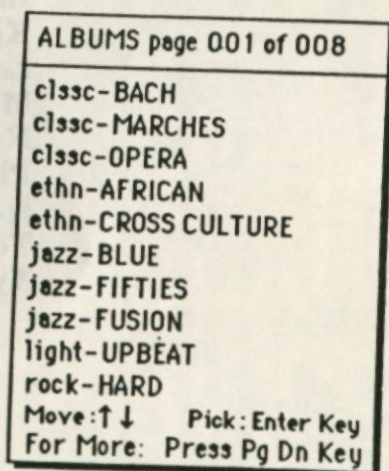 ALBUMS page 001 of 008
clssc-BACH
clssc-MARCHES
clssc-OPERA
ethn-AFRICAN
ethn-CROSS CULTURE
jazz-BLUE
jazz-FIFTIES
jazz-FUSION
light-UPBEAT
rock-HARD
Move:↑↓ Pick:Enter Key
For More: Press Pg Dn Key